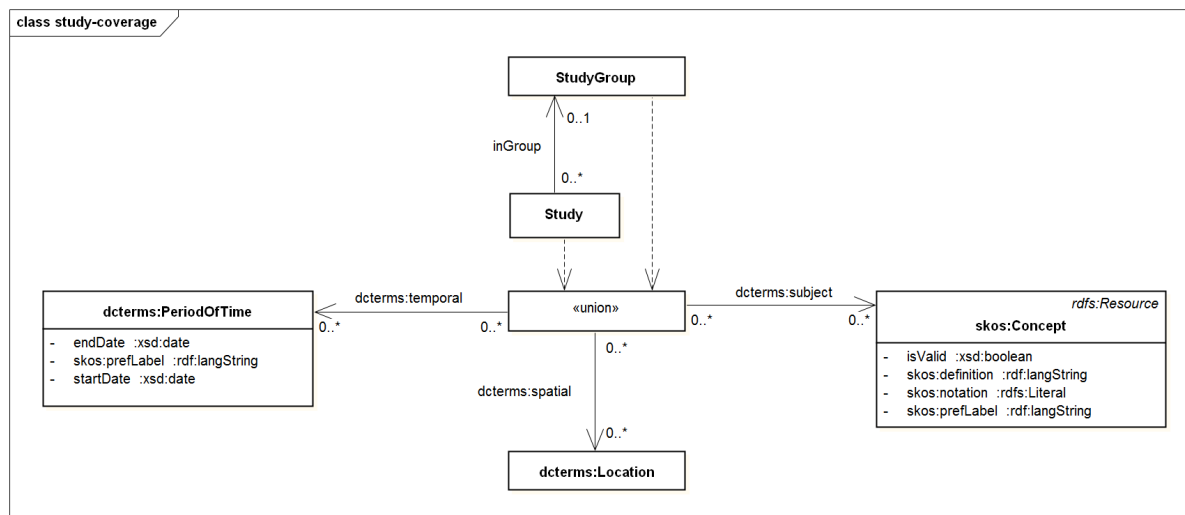 class study-coverage
StudyGroup
0..1
inGroup
0..*
Study
dcterms:temporal
dcterms:subject
dcterms:PeriodOfTime
«union»
rdfs:Resource
skos:Concept
0..*
0..*
0..*
0..*
0..*
- endDate :xsd:date
- skos:prefLabel :rdf:langString
- startDate :xsd:date
- isValid :xsd:boolean
- skos:definition :rdf:langString
- skos:notation :rdfs:Literal
- skos:prefLabel :rdf:langString
dcterms:spatial
0..*
dcterms:Location